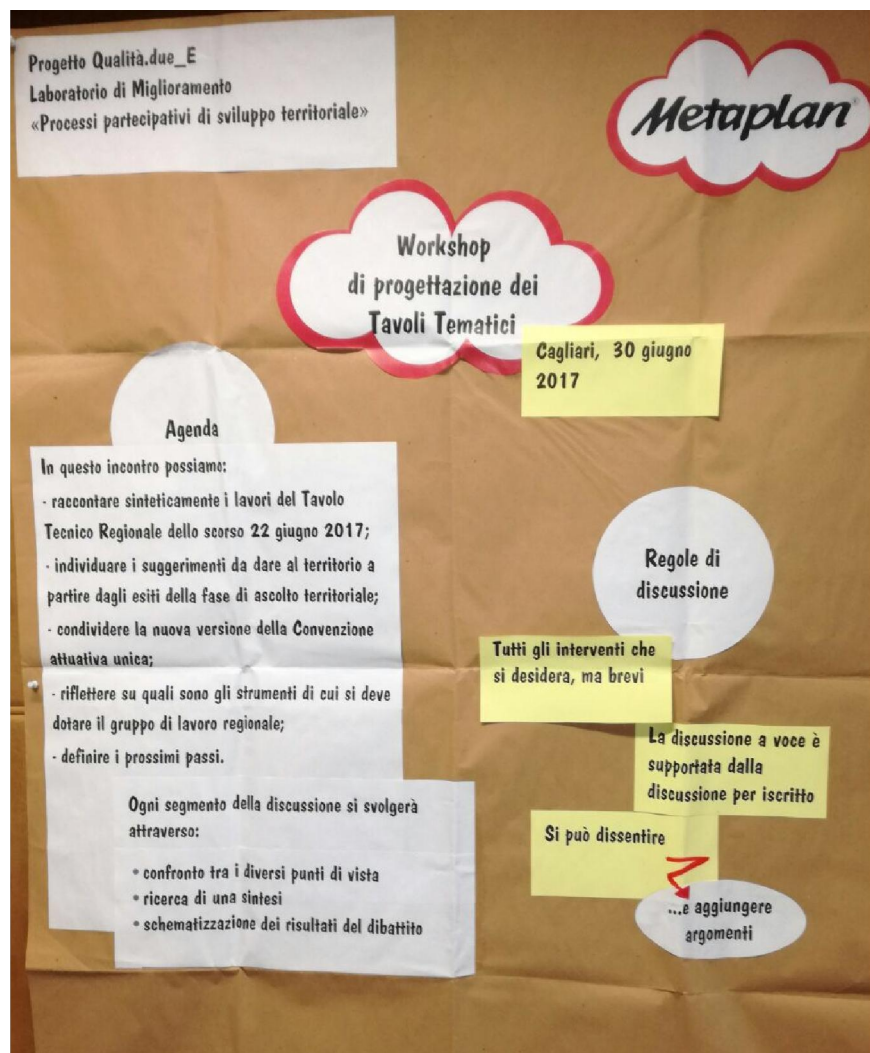 Progetto Qualità.due_E
Laboratorio di Miglioramento
«Processi partecipativi di sviluppo territoriale»
Metaplan®
Workshop
di progettazione dei
Tavoli Tematici
Cagliari, 30 giugno
2017
Agenda
In questo incontro possiamo:
- raccontare sinteticamente i lavori del Tavolo
Tecnico Regionale dello scorso 22 giugno 2017;
- individuare i suggerimenti da dare al territorio a
partire dagli esiti della fase di ascolto territoriale;
- condividere la nuova versione della Convenzione
attuativa unica;
- riflettere su quali sono gli strumenti di cui si deve
dotare il gruppo di lavoro regionale;
- definire i prossimi passi.
Ogni segmento della discussione si svolgerà
attraverso:
• confronto tra i diversi punti di vista
• ricerca di una sintesi
• schematizzazione dei risultati del dibattito
Regole di
discussione
Tutti gli interventi che
si desidera, ma brevi
La discussione a voce è
supportata dalla
discussione per iscritto
Si può dissentire
...e aggiungere
argomenti